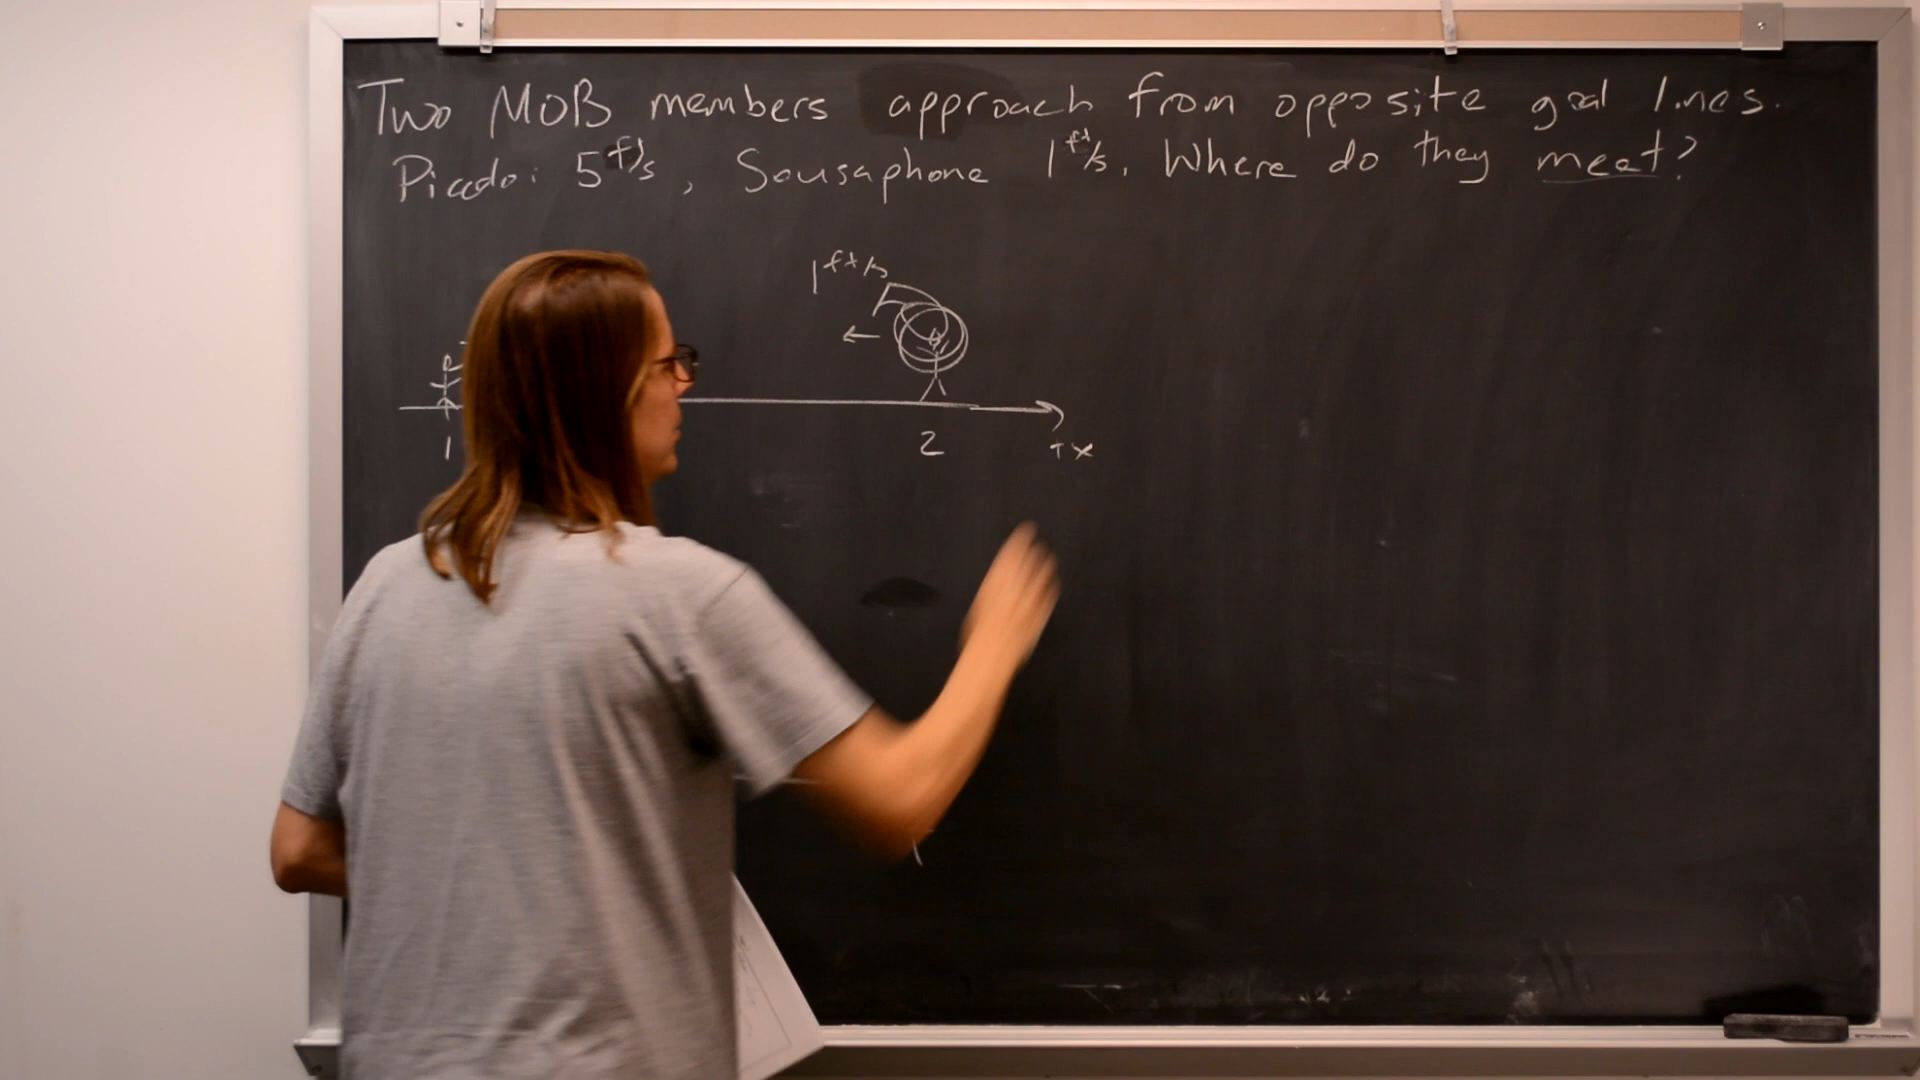 Two MOB members approach from opposite goal lines.
Piccolo: 5 ft/s, Sousaphone 1 ft/s. Where do they meet?
1 ft/s
1 2 +x